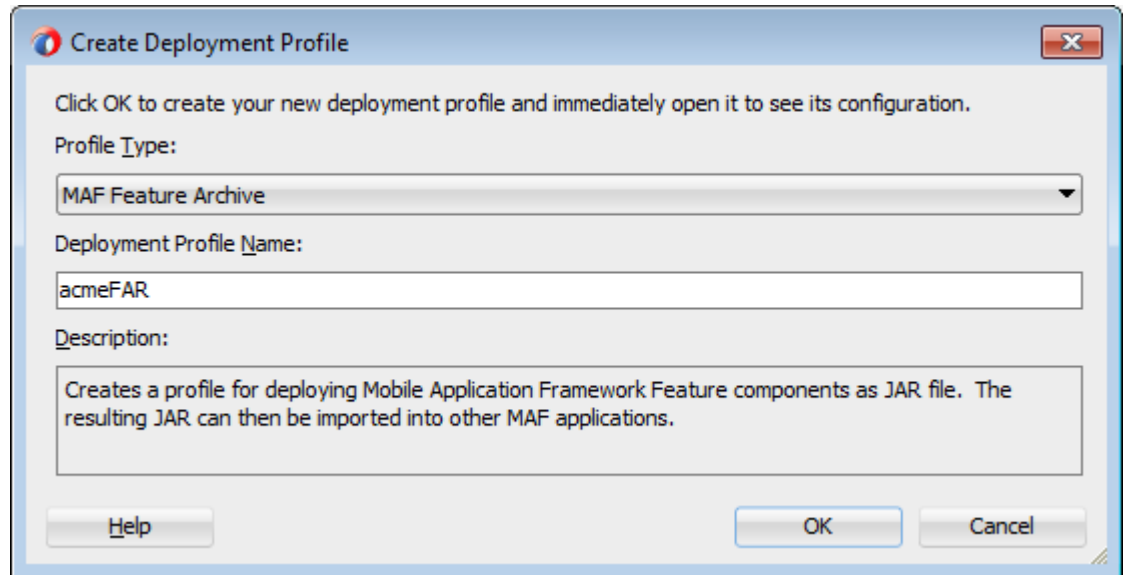 Create Deployment Profile
Click OK to create your new deployment profile and immediately open it to see its configuration.
Profile Type:
MAF Feature Archive
Deployment Profile Name:
acmeFAR
Description:
Creates a profile for deploying Mobile Application Framework Feature components as JAR file.  The
resulting JAR can then be imported into other MAF applications.
Help
OK
Cancel